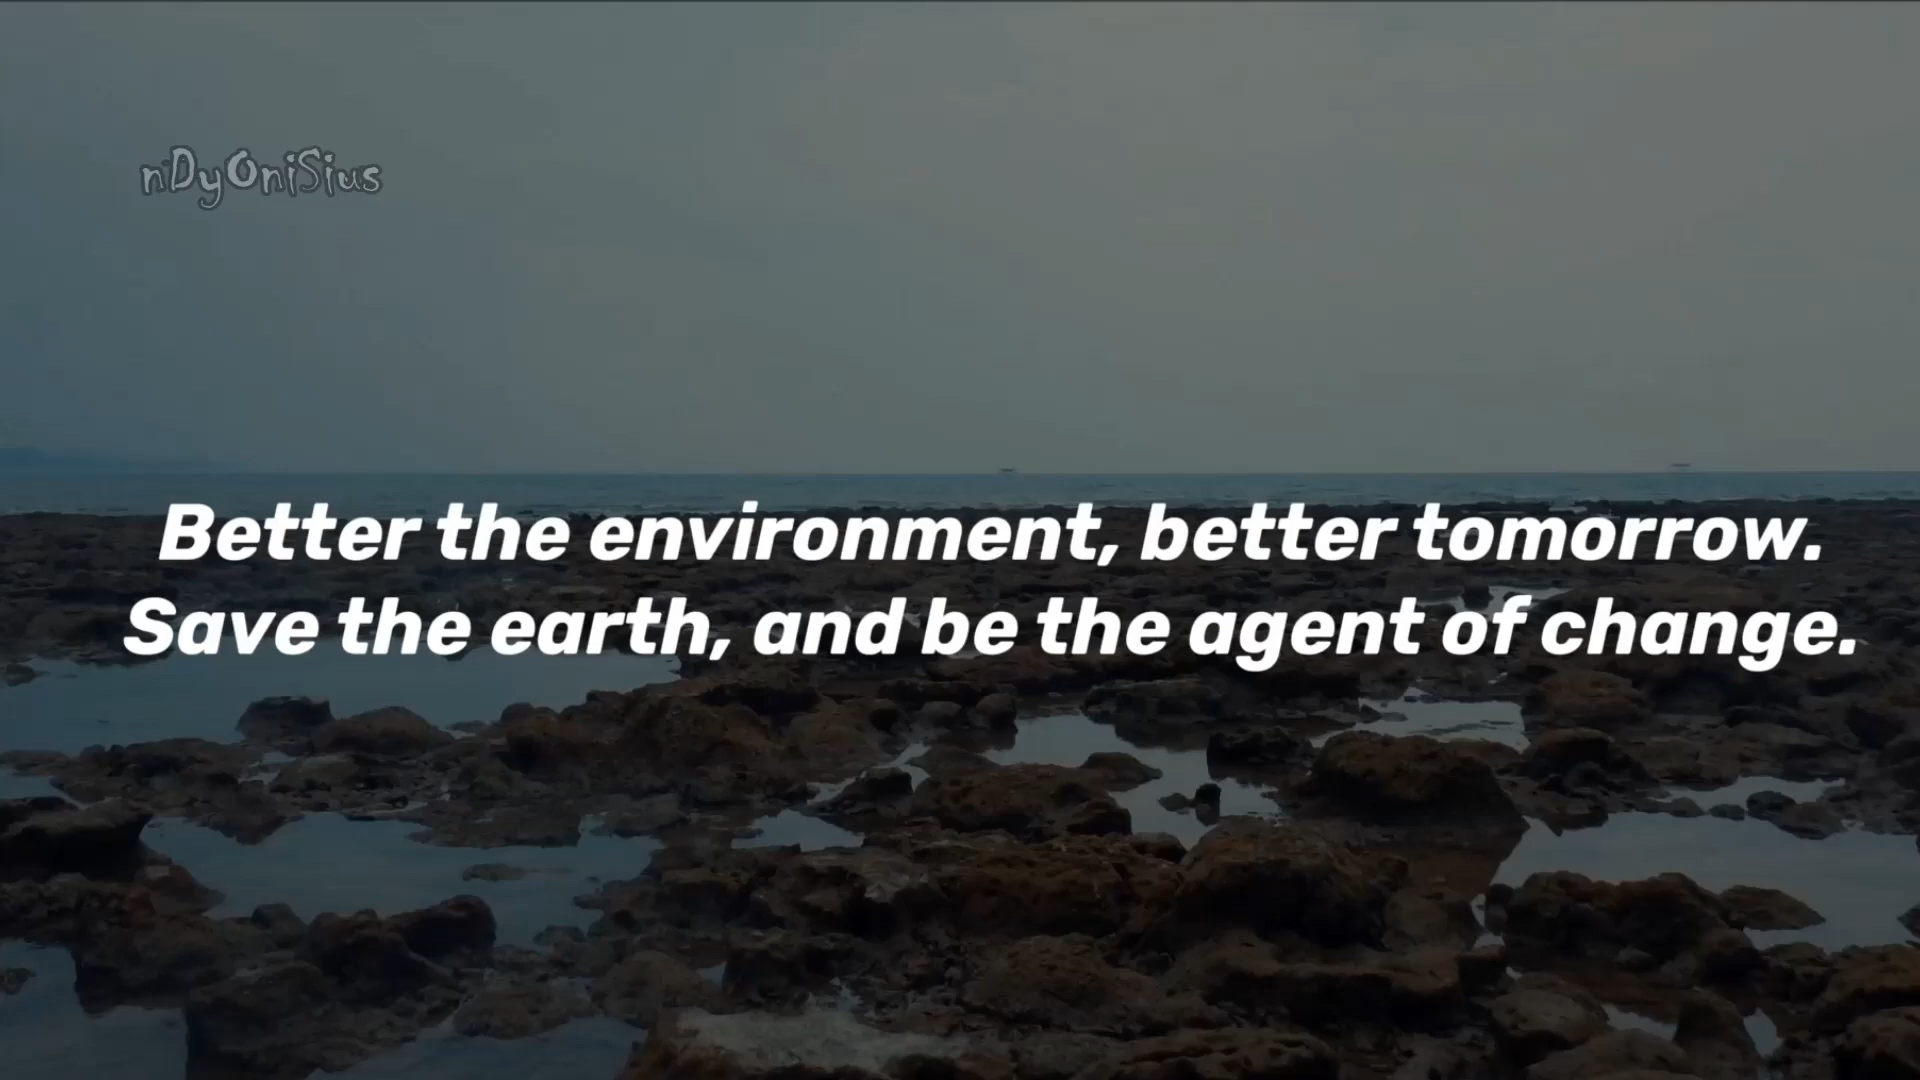 nDyOniSius
Better the environment, better tomorrow.
Save the earth, and be the agent of change.